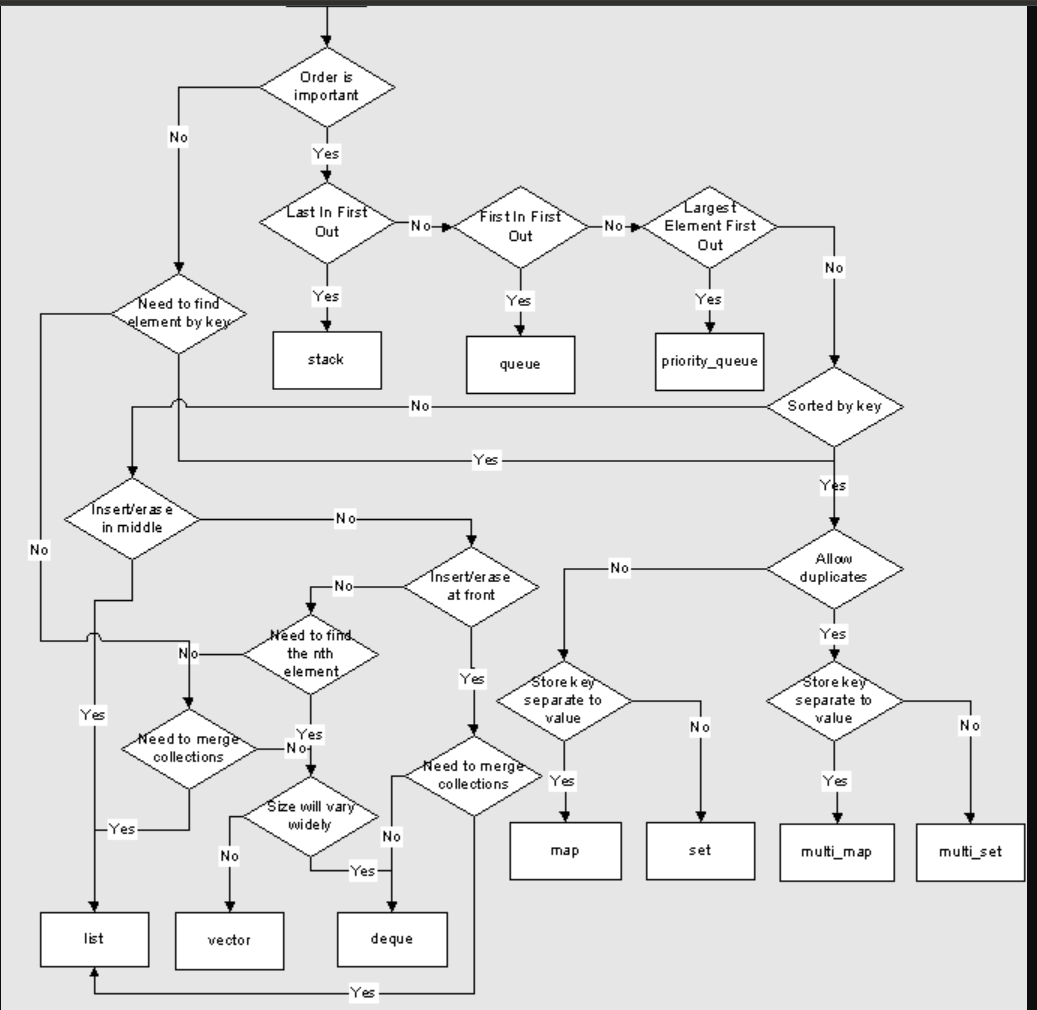 Order is
important
No
Yes
Last In First
Out
No
First In First
Out
No
Largest
Element First
Out
No
Need to find
element by key
Yes
Yes
Yes
stack
queue
priority_queue
Sorted by key
No
Yes
Yes
Insert/erase
in middle
No
No
Insert/erase
at front
No
Allow
duplicates
No
Yes
Need to find
the nth
element
No
Yes
Yes
Store key
separate to
value
No
Store key
separate to
value
No
Yes
Need to merge
collections
No
Yes
Need to merge
collections
Yes
Yes
Size will vary
widely
No
Yes
No
Yes
map
set
multi_map
multi_set
list
vector
deque
Yes